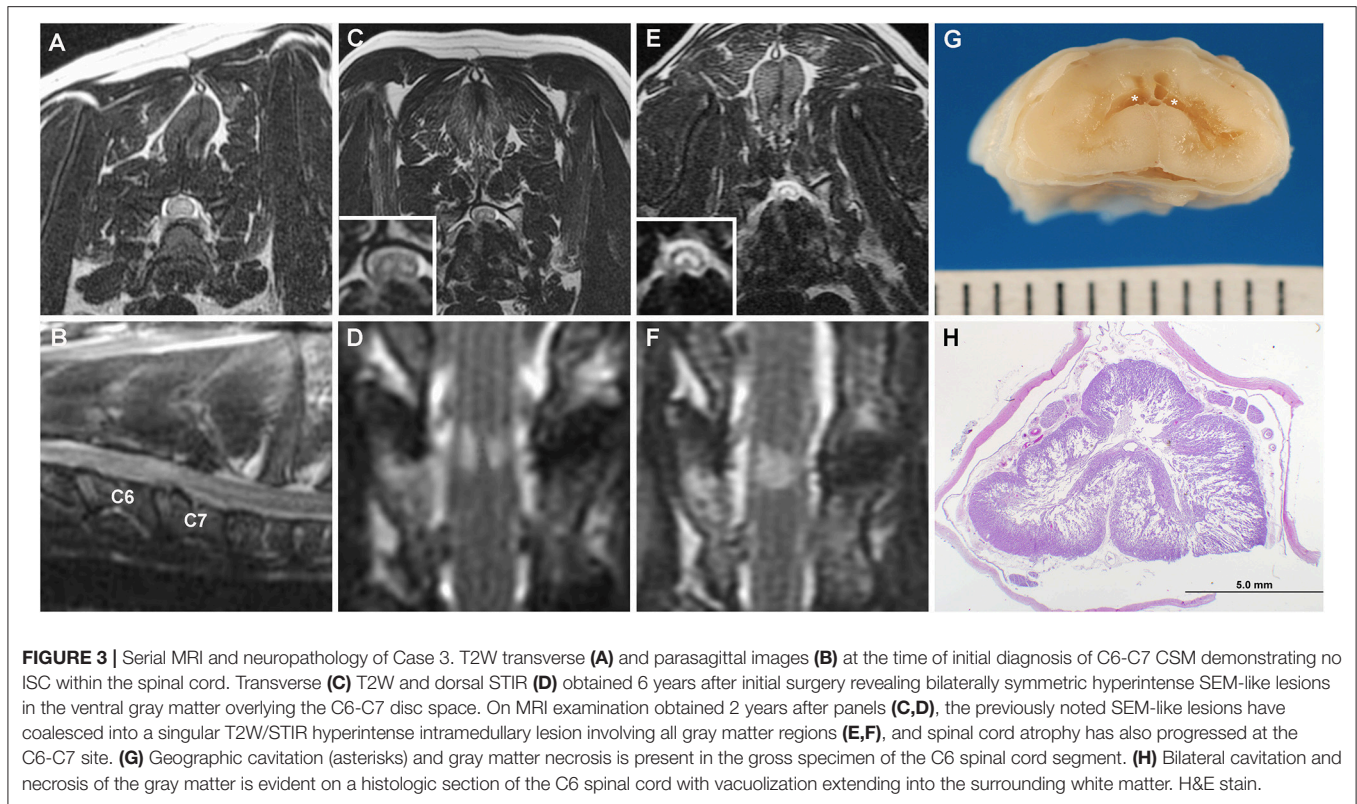 A
C
E
G
* *
B
C6
C7
D
F
H
5.0 mm
FIGURE 3 | Serial MRI and neuropathology of Case 3. T2W transverse (A) and parasagittal images (B) at the time of initial diagnosis of C6-C7 CSM demonstrating no
ISC within the spinal cord. Transverse (C) T2W and dorsal STIR (D) obtained 6 years after initial surgery revealing bilaterally symmetric hyperintense SEM-like lesions
in the ventral gray matter overlying the C6-C7 disc space. On MRI examination obtained 2 years after panels (C,D), the previously noted SEM-like lesions have
coalesced into a singular T2W/STIR hyperintense intramedullary lesion involving all gray matter regions (E,F), and spinal cord atrophy has also progressed at the
C6-C7 site. (G) Geographic cavitation (asterisks) and gray matter necrosis is present in the gross specimen of the C6 spinal cord segment. (H) Bilateral cavitation and
necrosis of the gray matter is evident on a histologic section of the C6 spinal cord with vacuolization extending into the surrounding white matter. H&E stain.